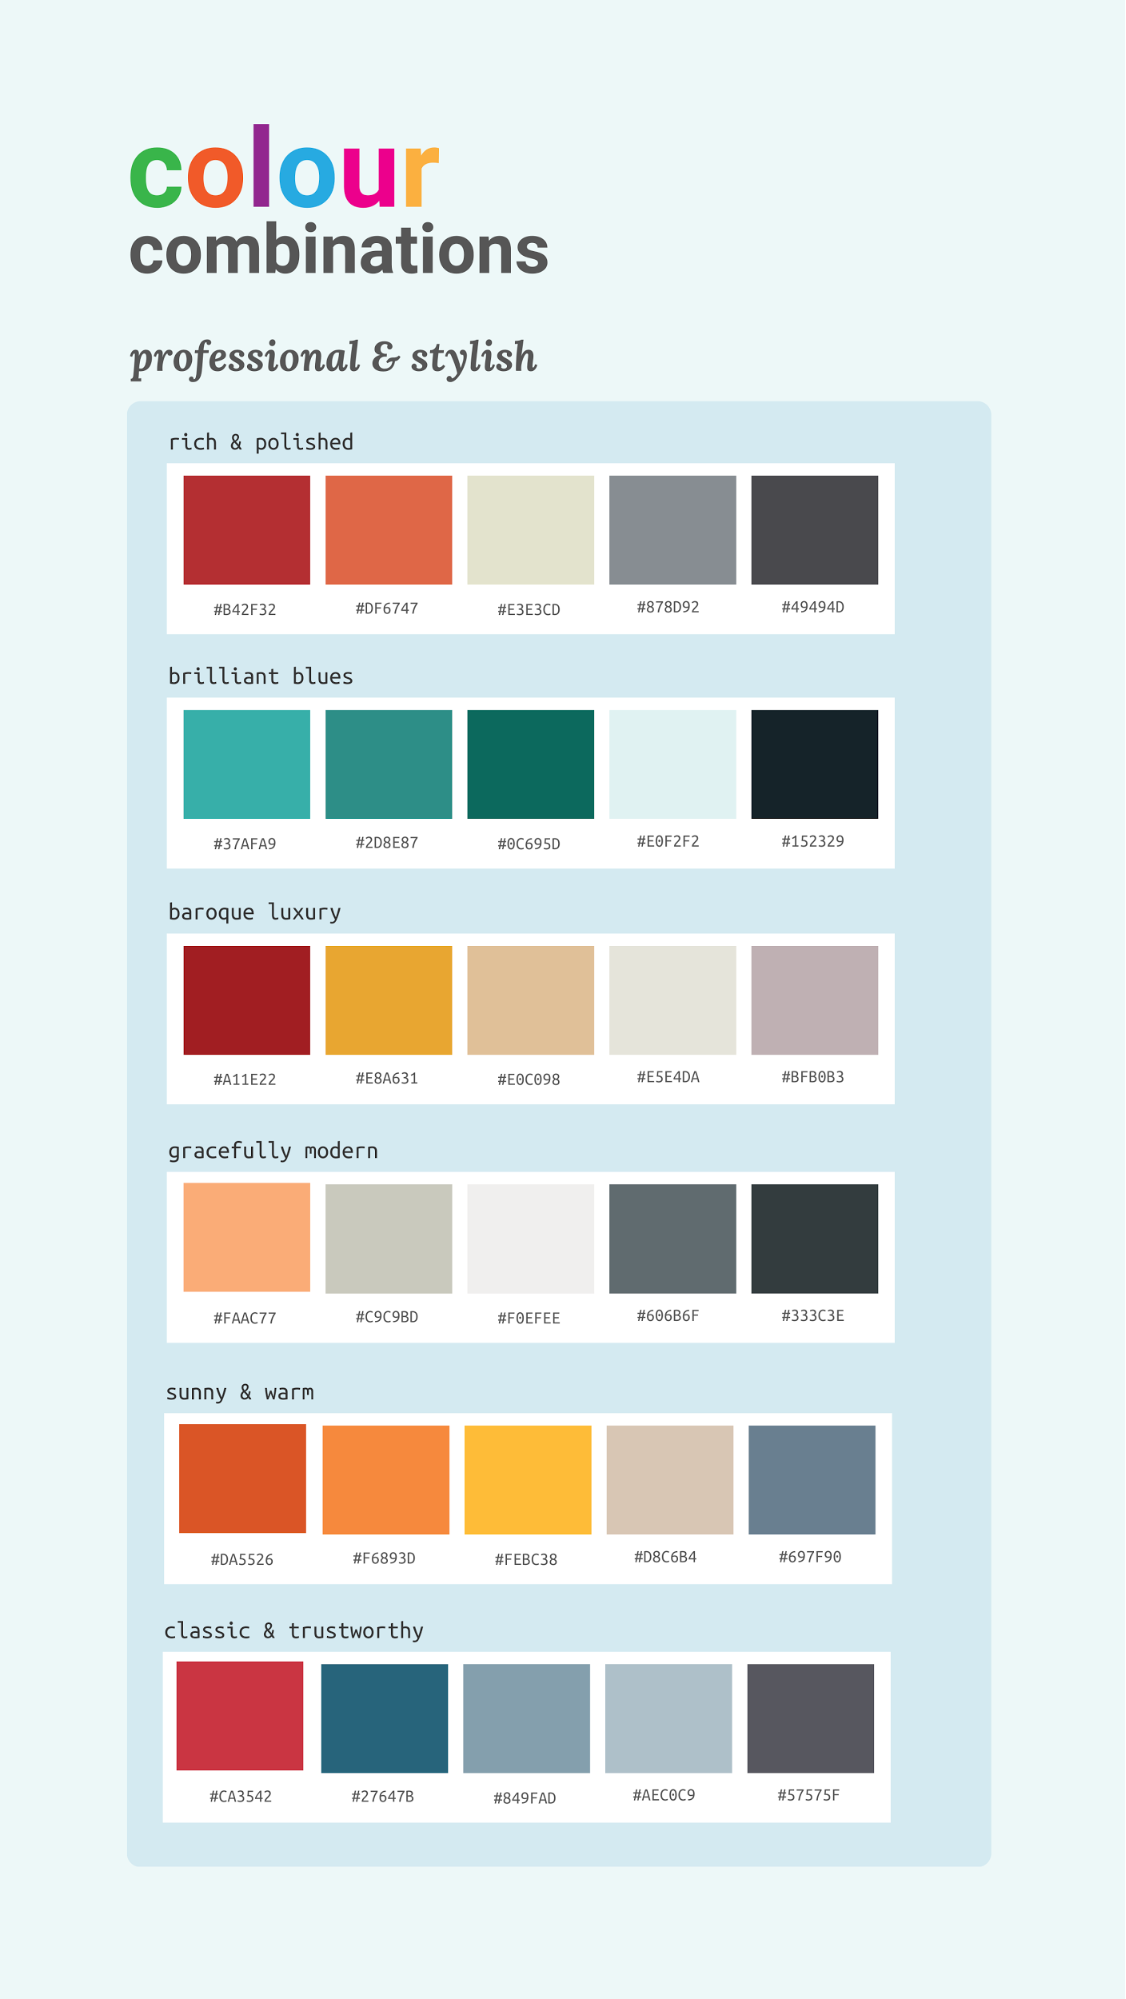 colour
combinations
professional & stylish
rich & polished
#B42F32 #DF6747 #E3E3CD #878D92 #49494D
brilliant blues
#37AFA9 #2D8E87 #0C695D #E0F2F2 #152329
baroque luxury
#A11E22 #E8A631 #E0C098 #E5E4DA #BFB0B3
gracefully modern
#FAAC77 #C9C9BD #F0EFEE #606B6F #333C3E
sunny & warm
#DA5526 #F6893D #FEBC38 #D8C6B4 #697F90
classic & trustworthy
#CA3542 #27647B #849FAD #AEC0C9 #57575F